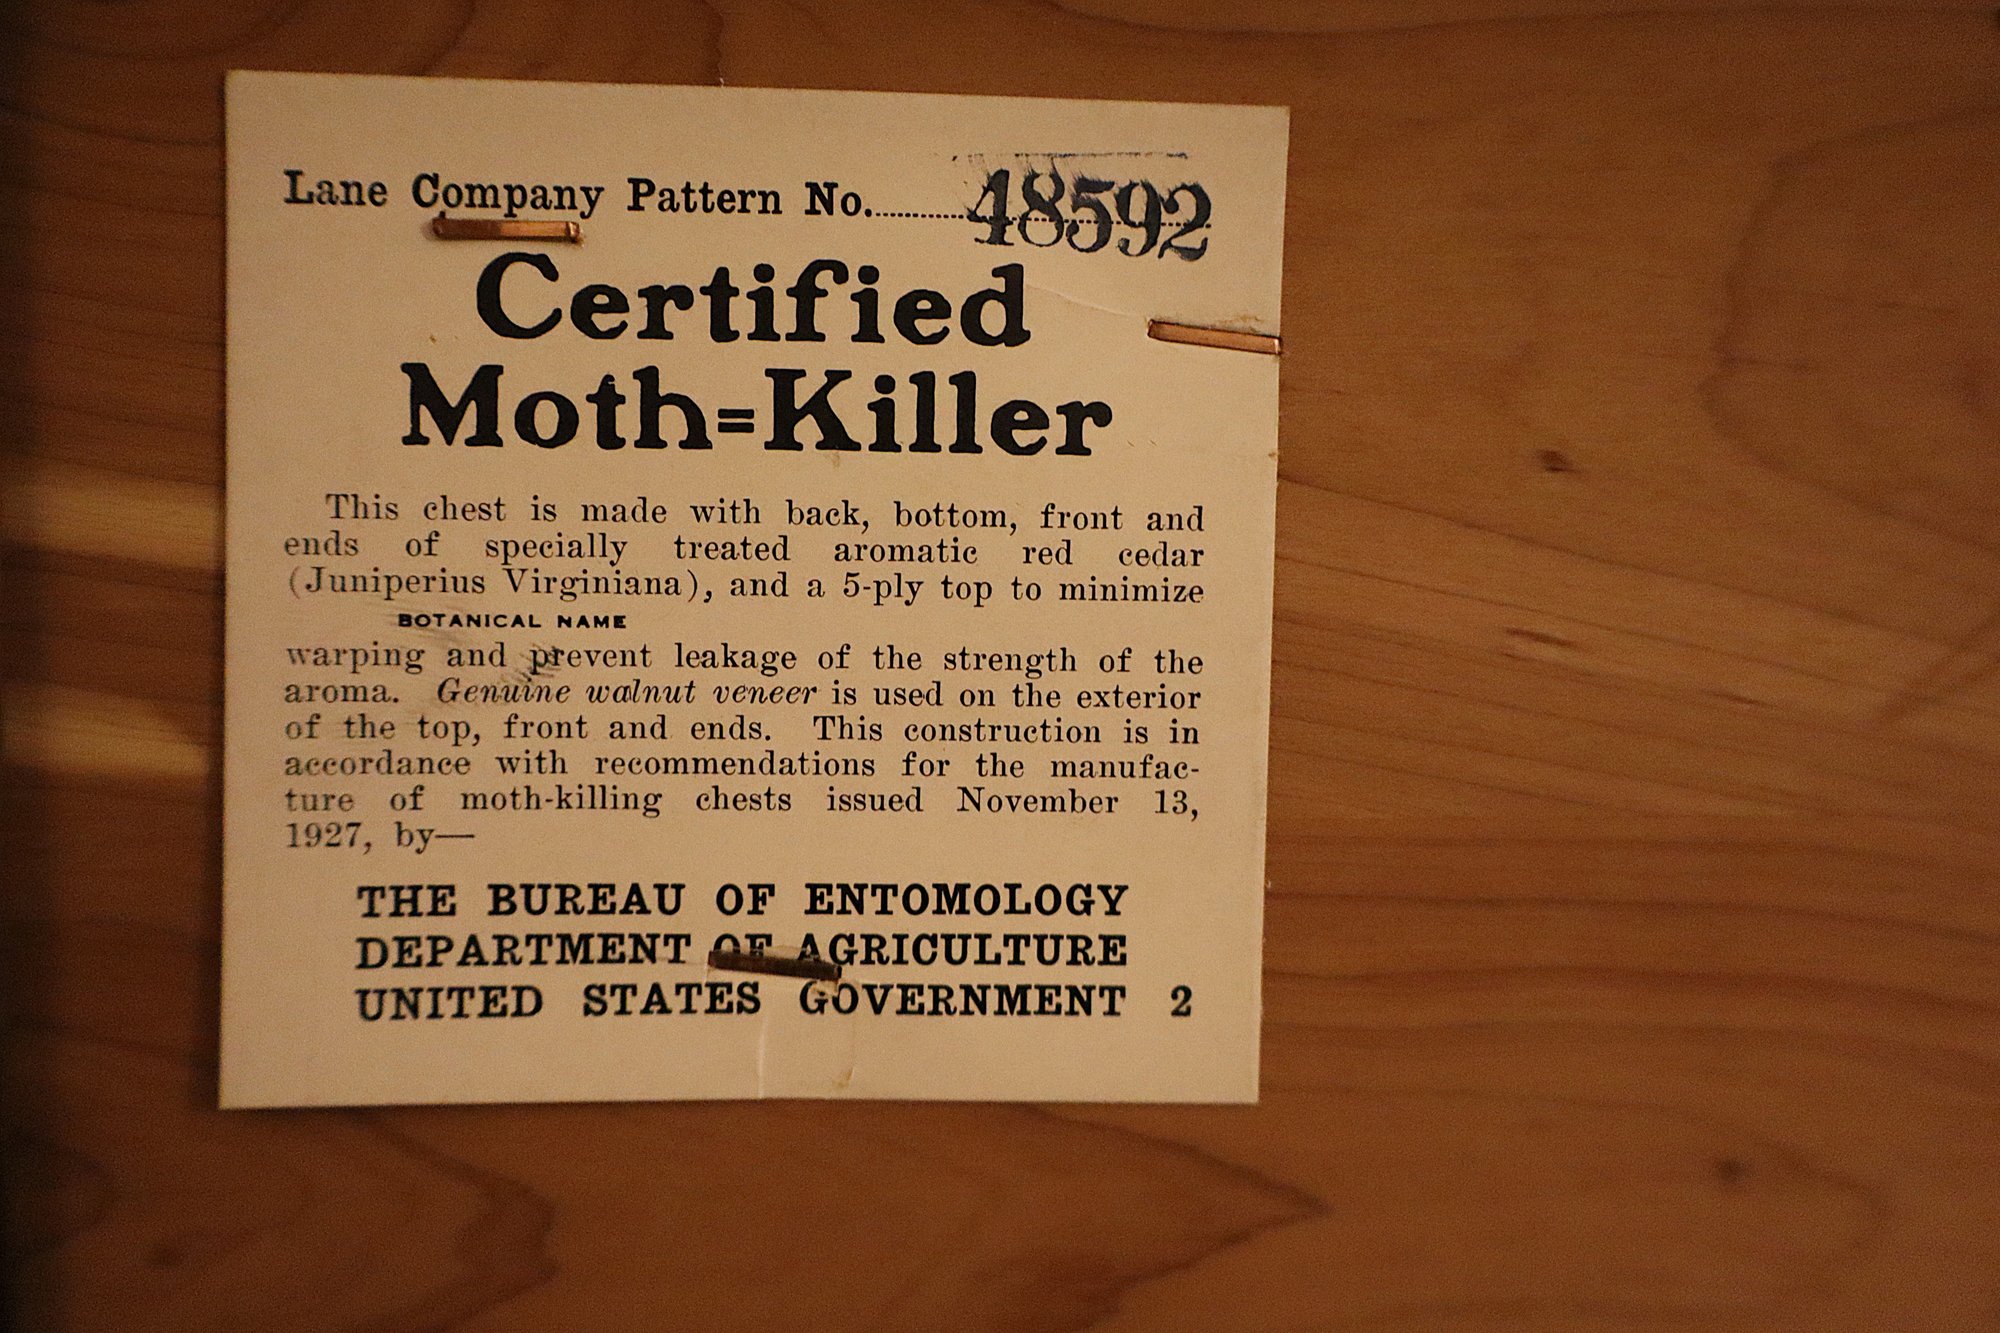 Lane Company Pattern No. 48592
Certified
Moth=Killer
This chest is made with back, bottom, front and
ends of specially treated aromatic red cedar
(Juniperius Virginiana), and a 5-ply top to minimize
BOTANICAL NAME
warping and prevent leakage of the strength of the
aroma. Genuine walnut veneer is used on the exterior
of the top, front and ends. This construction is in
accordance with recommendations for the manufac-
ture of moth-killing chests issued November 13,
1927, by—
THE BUREAU OF ENTOMOLOGY
DEPARTMENT OF AGRICULTURE
UNITED STATES GOVERNMENT 2